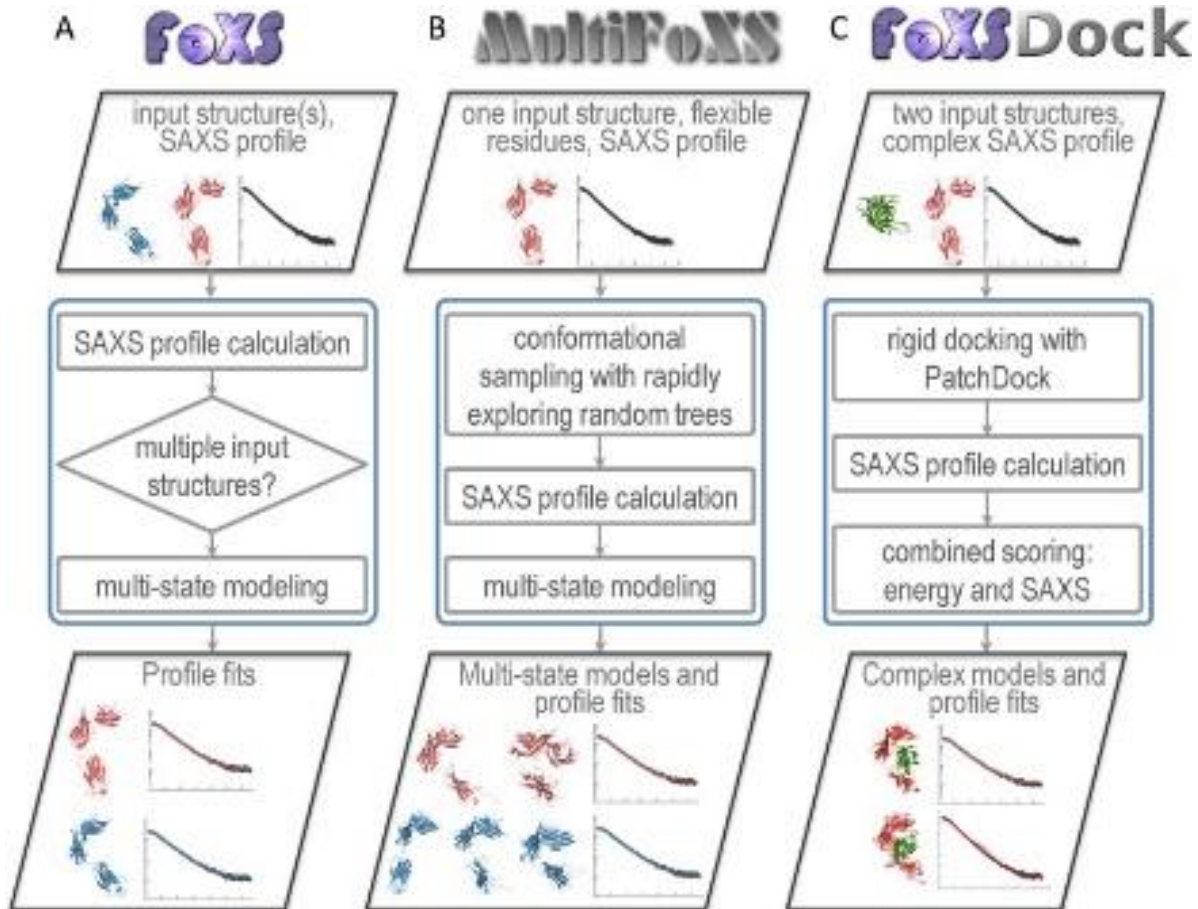 A FoXS
input structure(s),
SAXS profile
SAXS profile calculation
multiple input
structures?
multi-state modeling
Profile fits
B MultiFoXS
one input structure, flexible
residues, SAXS profile
conformational
sampling with rapidly
exploring random trees
SAXS profile calculation
multi-state modeling
Multi-state models and
profile fits
C FoXSDock
two input structures,
complex SAXS profile
rigid docking with
PatchDock
SAXS profile calculation
combined scoring:
energy and SAXS
Complex models and
profile fits